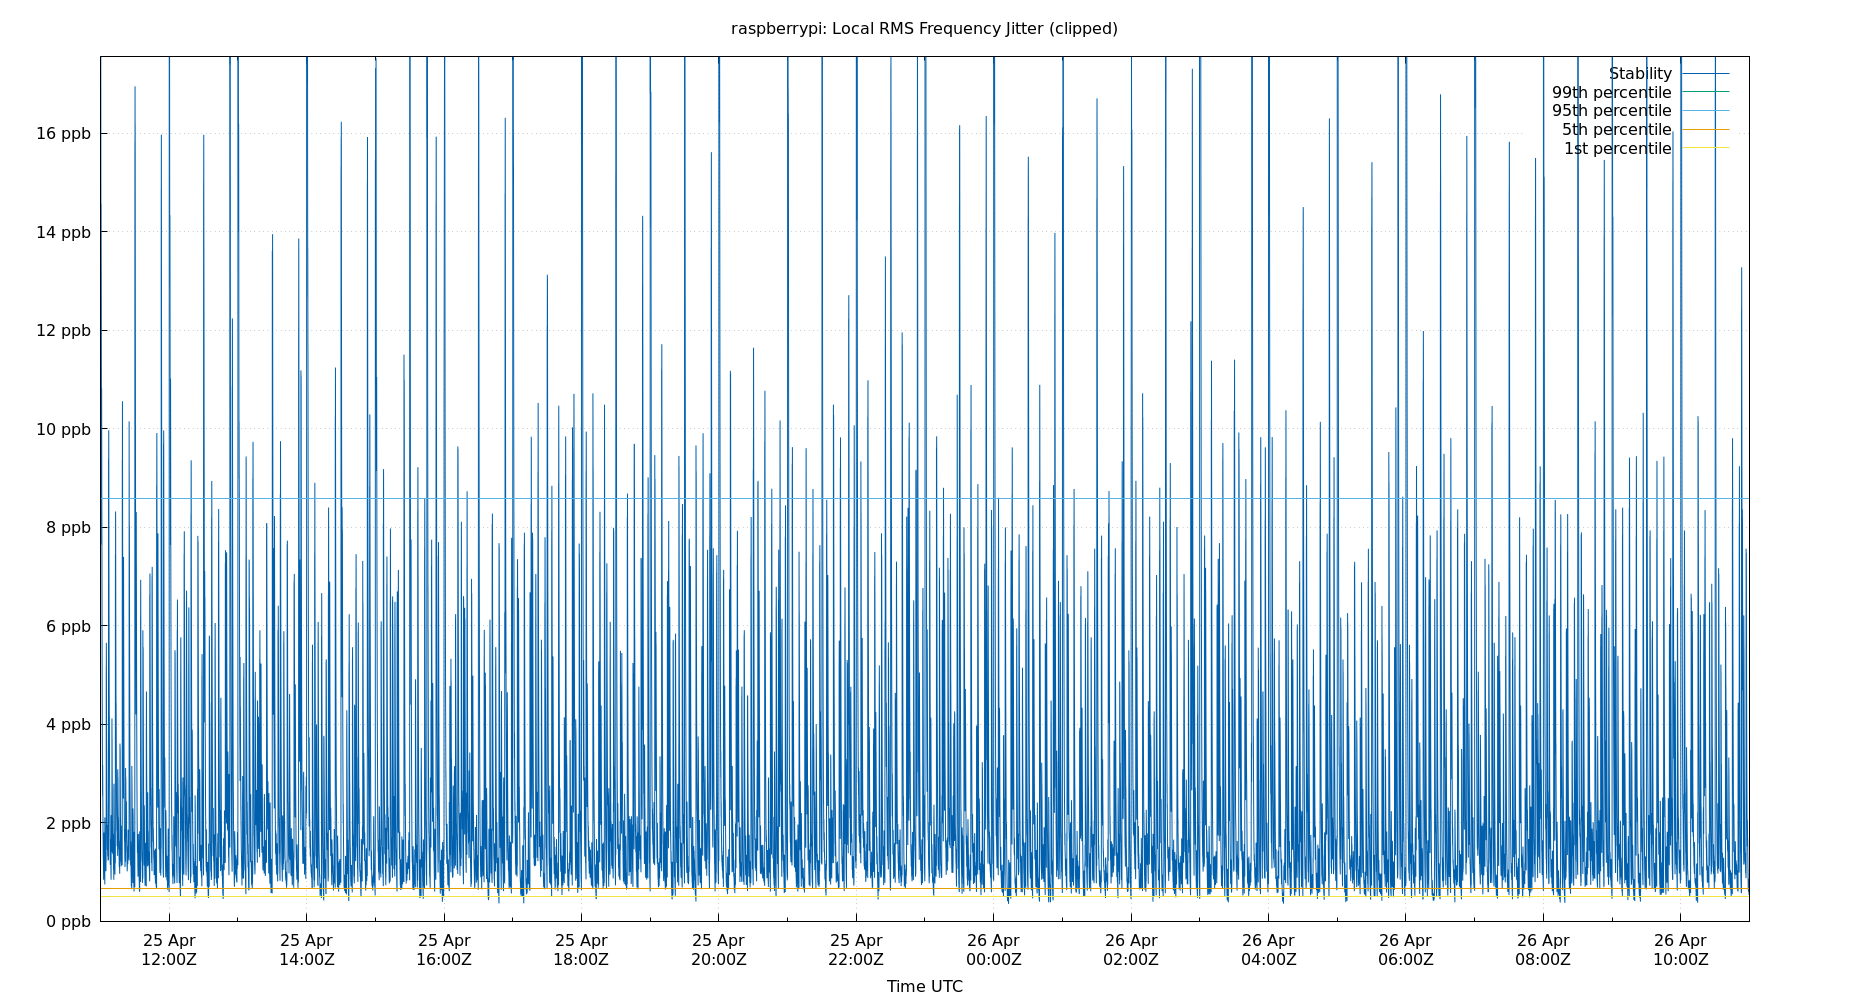 raspberrypi: Local RMS Frequency Jitter (clipped)
Stability
99th percentile
95th percentile
5th percentile
1st percentile
16 ppb
14 ppb
12 ppb
10 ppb
8 ppb
6 ppb
4 ppb
2 ppb
0 ppb
25 Apr 25 Apr 25 Apr 25 Apr 25 Apr 25 Apr 26 Apr 26 Apr 26 Apr 26 Apr 26 Apr 26 Apr
12:00Z 14:00Z 16:00Z 18:00Z 20:00Z 22:00Z 00:00Z 02:00Z 04:00Z 06:00Z 08:00Z 10:00Z
Time UTC